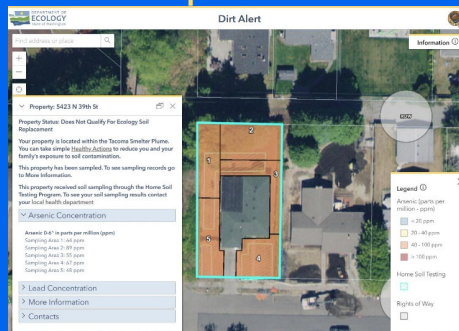 DEPARTMENT OF
ECOLOGY
State of Washington
Dirt Alert
Find address or place
Information
Property: 5423 N 39th St
Property Status: Does Not Qualify For Ecology Soil
Replacement
Your property is located within the Tacoma Smelter Plume.
You can take simple Healthy Actions to reduce you and your
family's exposure to soil contamination.
This property has been sampled. To see sampling records go
to More Information.
This property received soil sampling through the Home Soil
Testing Program. To see your soil sampling results contact
your local health department
Arsenic Concentration
Arsenic 0-6" in parts per million (ppm)
Sampling Area 1: 64 ppm
Sampling Area 2: 89 ppm
Sampling Area 3: 55 ppm
Sampling Area 4: 67 ppm
Sampling Area 5: 68 ppm
Lead Concentration
More Information
Contacts
2
1
3
5
4
ROW
Legend
Arsenic (parts per
million - ppm)
< 20 ppm
20 - 40 ppm
40 - 100 ppm
> 100 ppm
Home Soil Testing
Rights of Way